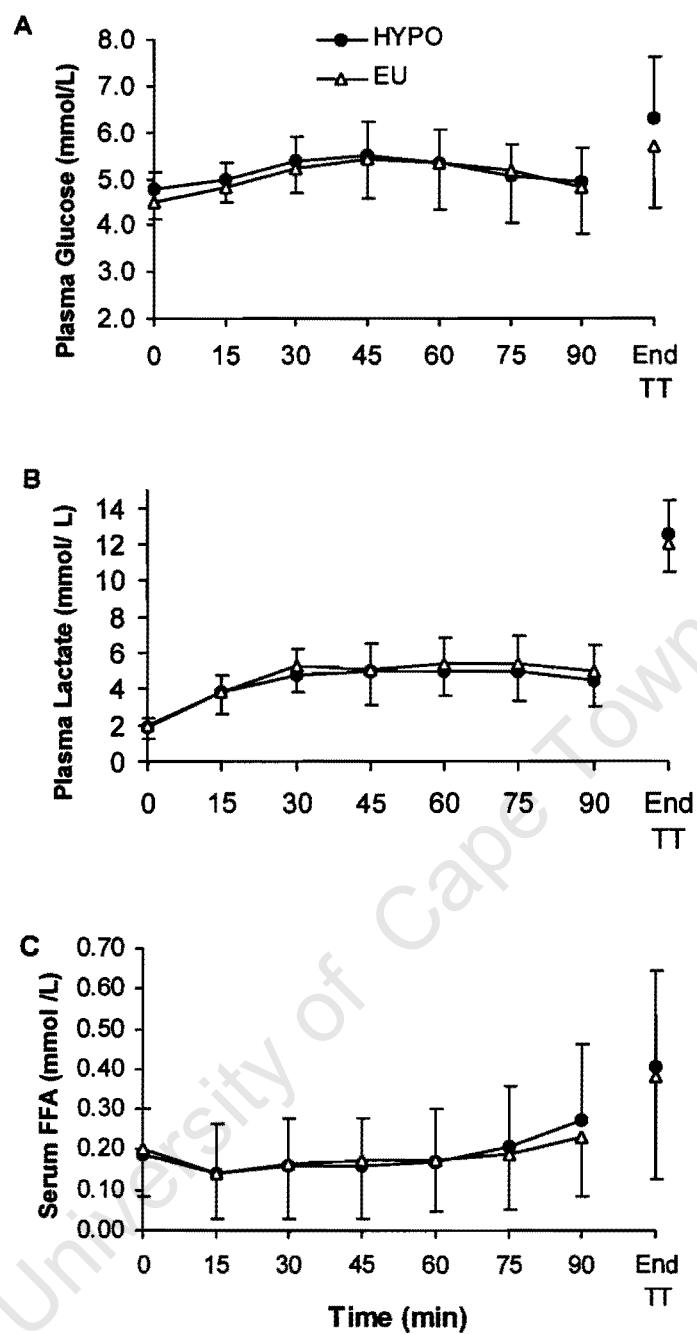 A
HYPO
EU
Plasma Glucose (mmol/L)
8.0
7.0
6.0
5.0
4.0
3.0
2.0
0 15 30 45 60 75 90 End
TT
B
Plasma Lactate (mmol/ L)
14
12
10
8
6
4
2
0
0 15 30 45 60 75 90 End
TT
C
Serum FFA (mmol /L)
0.70
0.60
0.50
0.40
0.30
0.20
0.10
0.00
0 15 30 45 60 75 90 End
TT
Time (min)
University of Cape Town